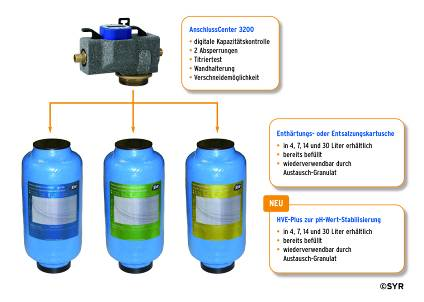 AnschlussCenter 3200
• digitale Kapazitätskontrolle
• 2 Absperrungen
• Titriertest
• Wandhalterung
• Verschneidemöglichkeit
Enthärtungs- oder Entsalzungskartusche
• in 4, 7, 14 und 30 Liter erhältlich
• bereits befüllt
• wiederverwendbar durch
Austausch-Granulat
NEU
HVE-Plus zur pH-Wert-Stabilisierung
• in 4, 7, 14 und 30 Liter erhältlich
• bereits befüllt
• wiederverwendbar durch
Austausch-Granulat
©SYR